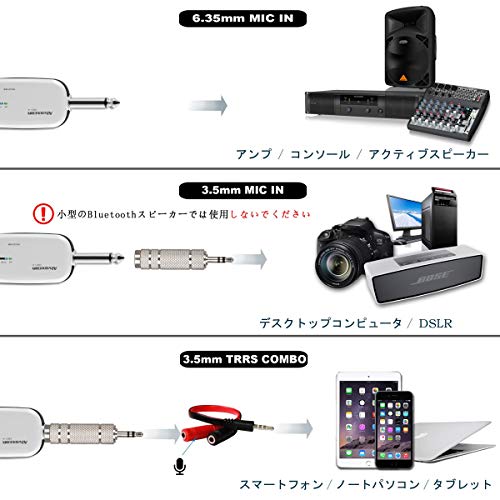 6.35mm MIC IN
アンプ / コンソール / アクティブスピーカー
3.5mm MIC IN
小型のBluetoothスピーカーでは使用しないでください
BOSE
デスクトップコンピュータ / DSLR
3.5mm TRRS COMBO
スマートフォン / ノートパソコン / タブレット